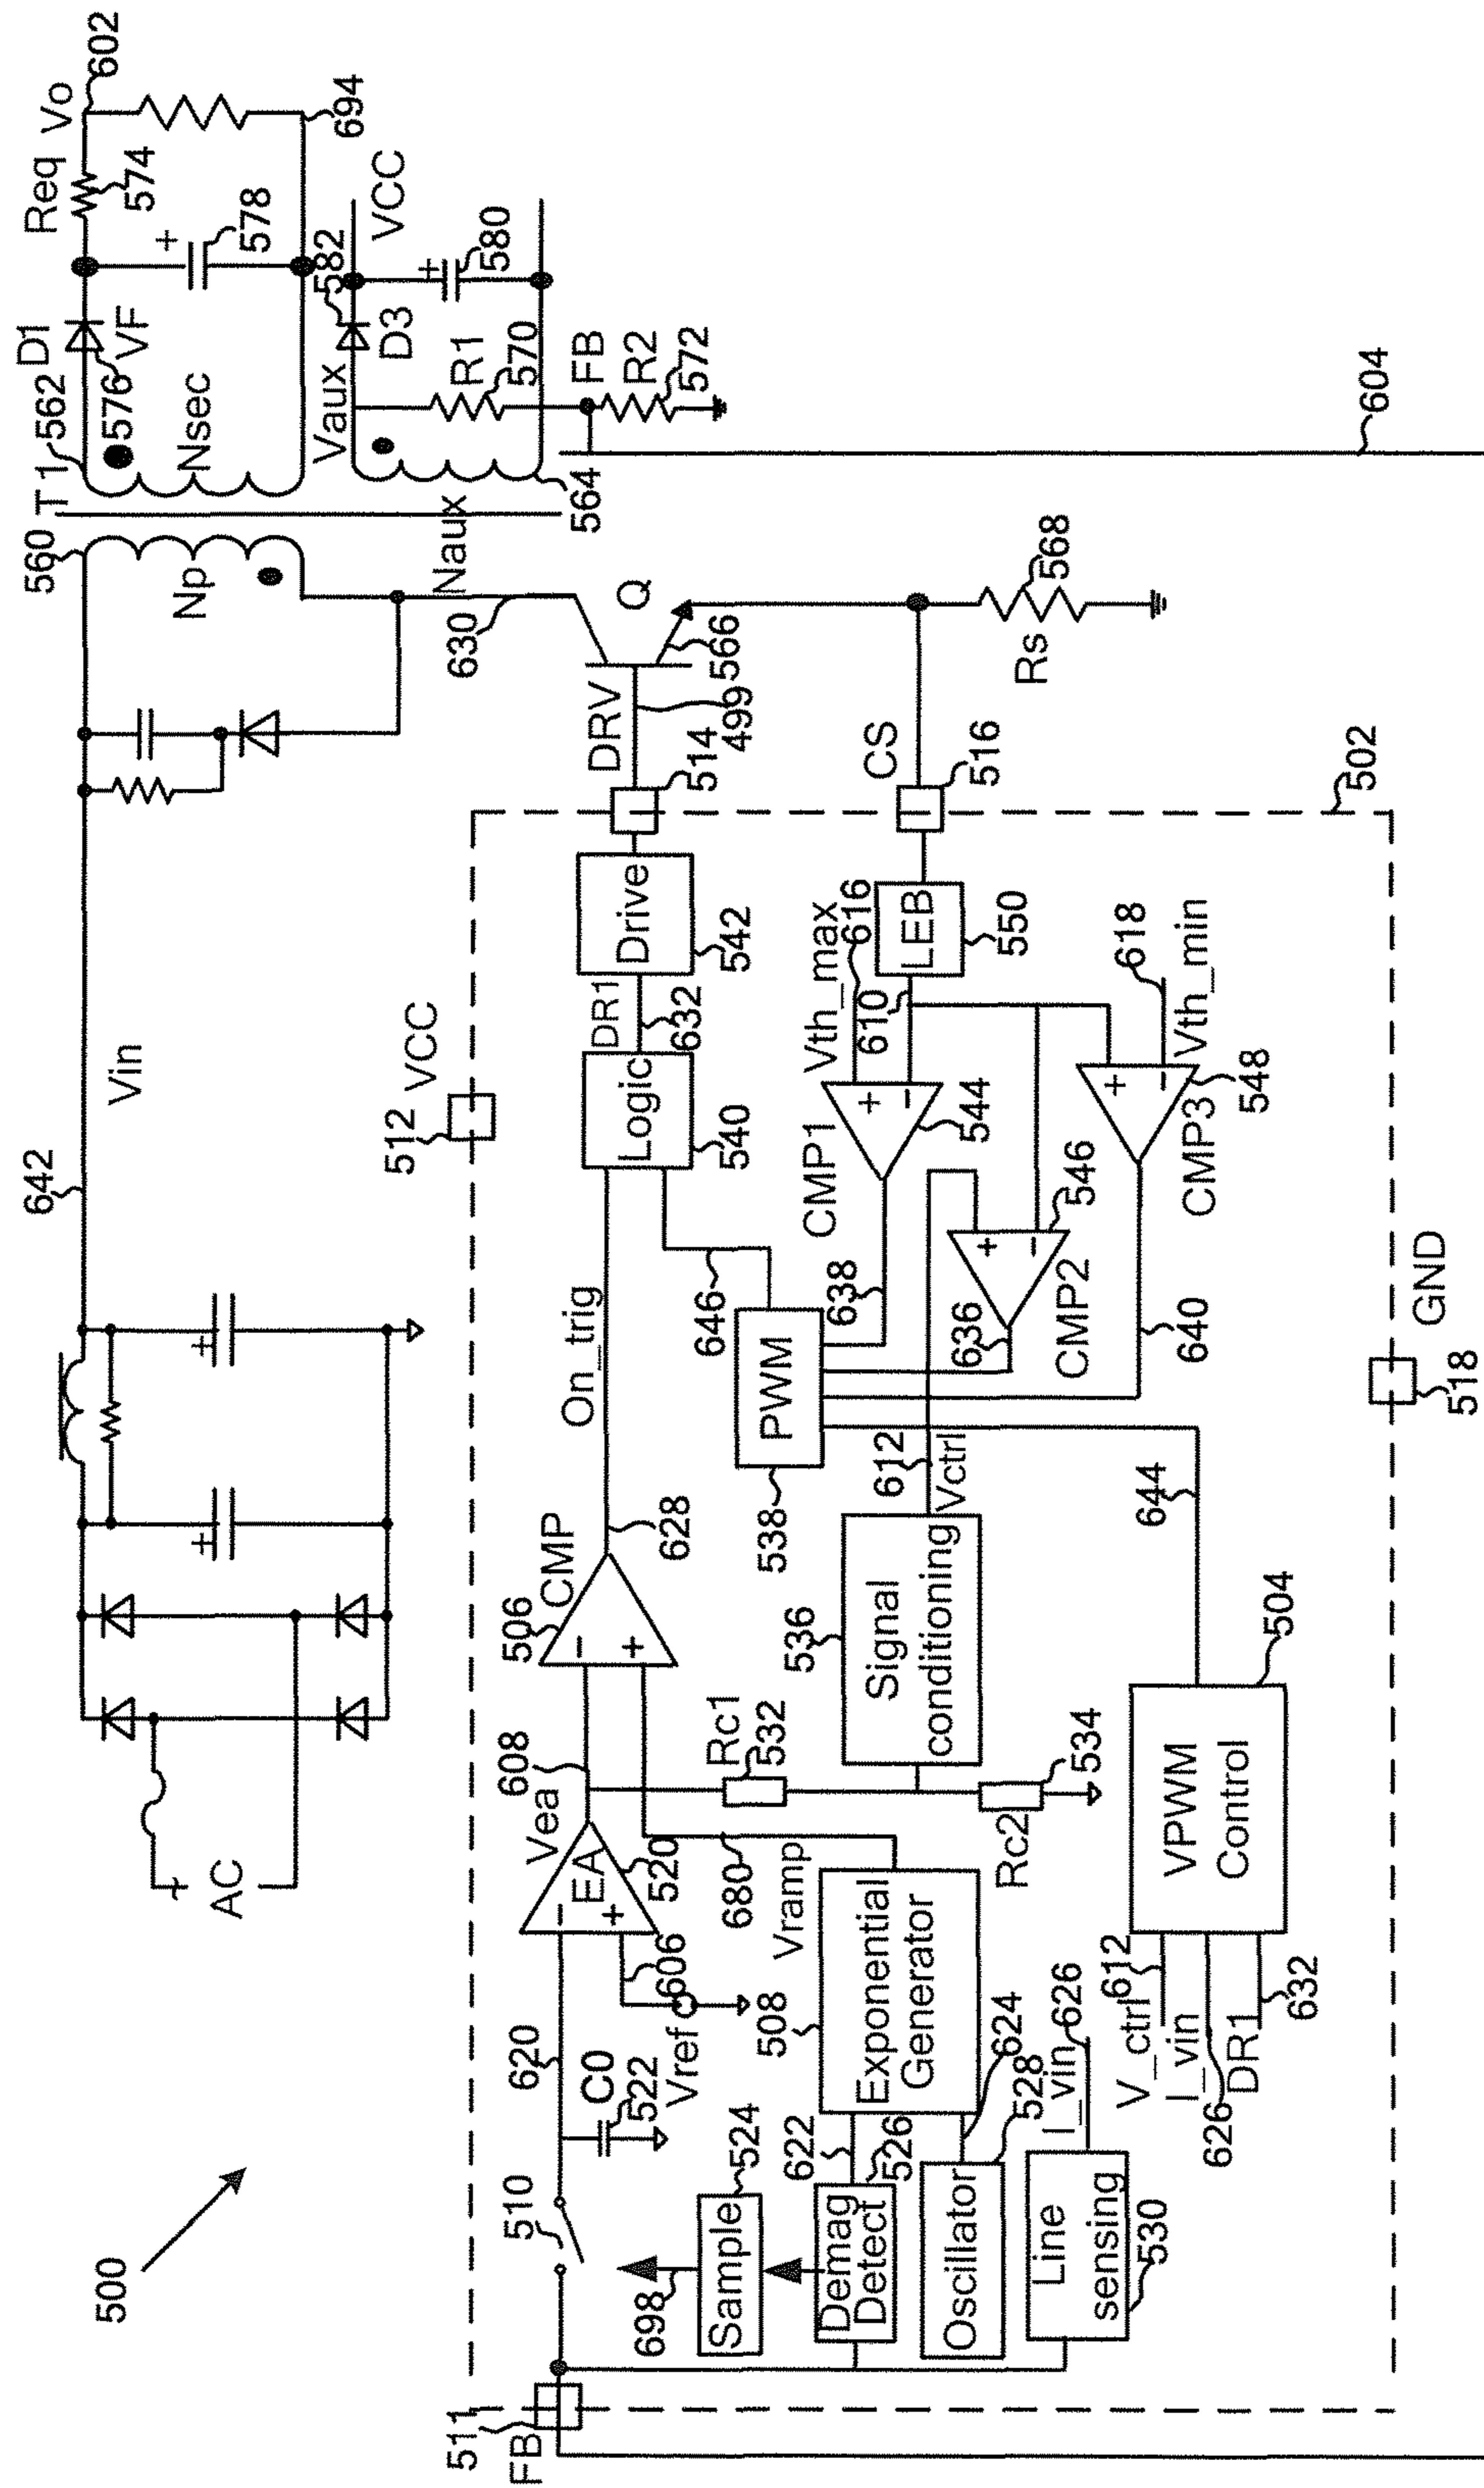 500
AC
642
Vin
560
Np
T1
562
576
Nsec
D1
VF
Req
574
Vo
602
578
+
694
VCC
582
Vaux
D3
580
+
R1
570
FB
R2
572
564
Naux
630
604
Q
566
DRV
499
514
CS
516
Rs
568
502
512
VCC
511
FB
510
620
C0
522
Vref
606
EA
520
Vea
608
506
CMP
628
On_trig
Logic
540
DR1
632
Drive
542
698
Sample
524
Demag
Detect
526
622
Oscillator
528
624
Line
sensing
530
I_vin
626
508
Exponential
Generator
Vramp
680
Rc1
532
Rc2
534
536
Signal
conditioning
612
Vctrl
538
PWM
646
638
636
CMP1
544
Vth_max
616
610
LEB
550
CMP2
546
CMP3
548
618
Vth_min
640
644
VPWM
Control
504
V_ctrl
612
I_vin
626
DR1
632
518
GND